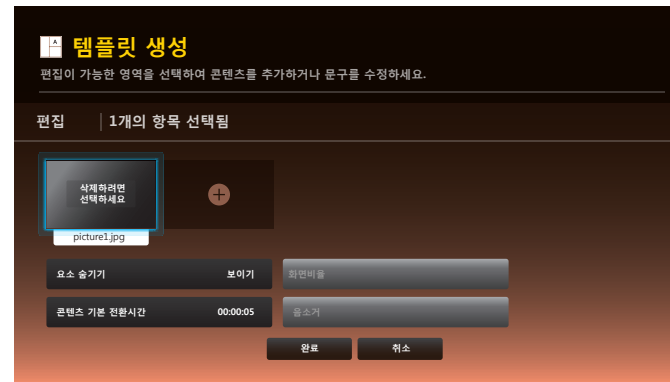 템플릿 생성
편집이 가능한 영역을 선택하여 콘텐츠를 추가하거나 문구를 수정하세요.
편집 | 1개의 항목 선택됨
삭제하려면
선택하세요
picture1.jpg
요소 숨기기 보이기 화면비율
콘텐츠 기본 전환시간 00:00:05 음소거
완료 취소